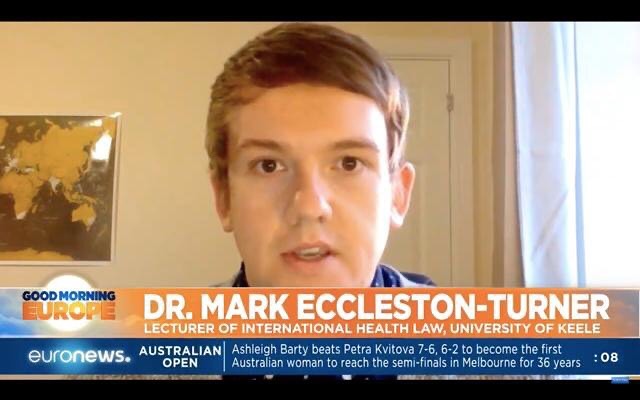 GOOD MORNING
EUROPE
DR. MARK ECCLESTON-TURNER
LECTURER OF INTERNATIONAL HEALTH LAW, UNIVERSITY OF KEELE
euronews.
AUSTRALIAN
OPEN
Ashleigh Barty beats Petra Kvitova 7-6, 6-2 to become the first
Australian woman to reach the semi-finals in Melbourne for 36 years
:08